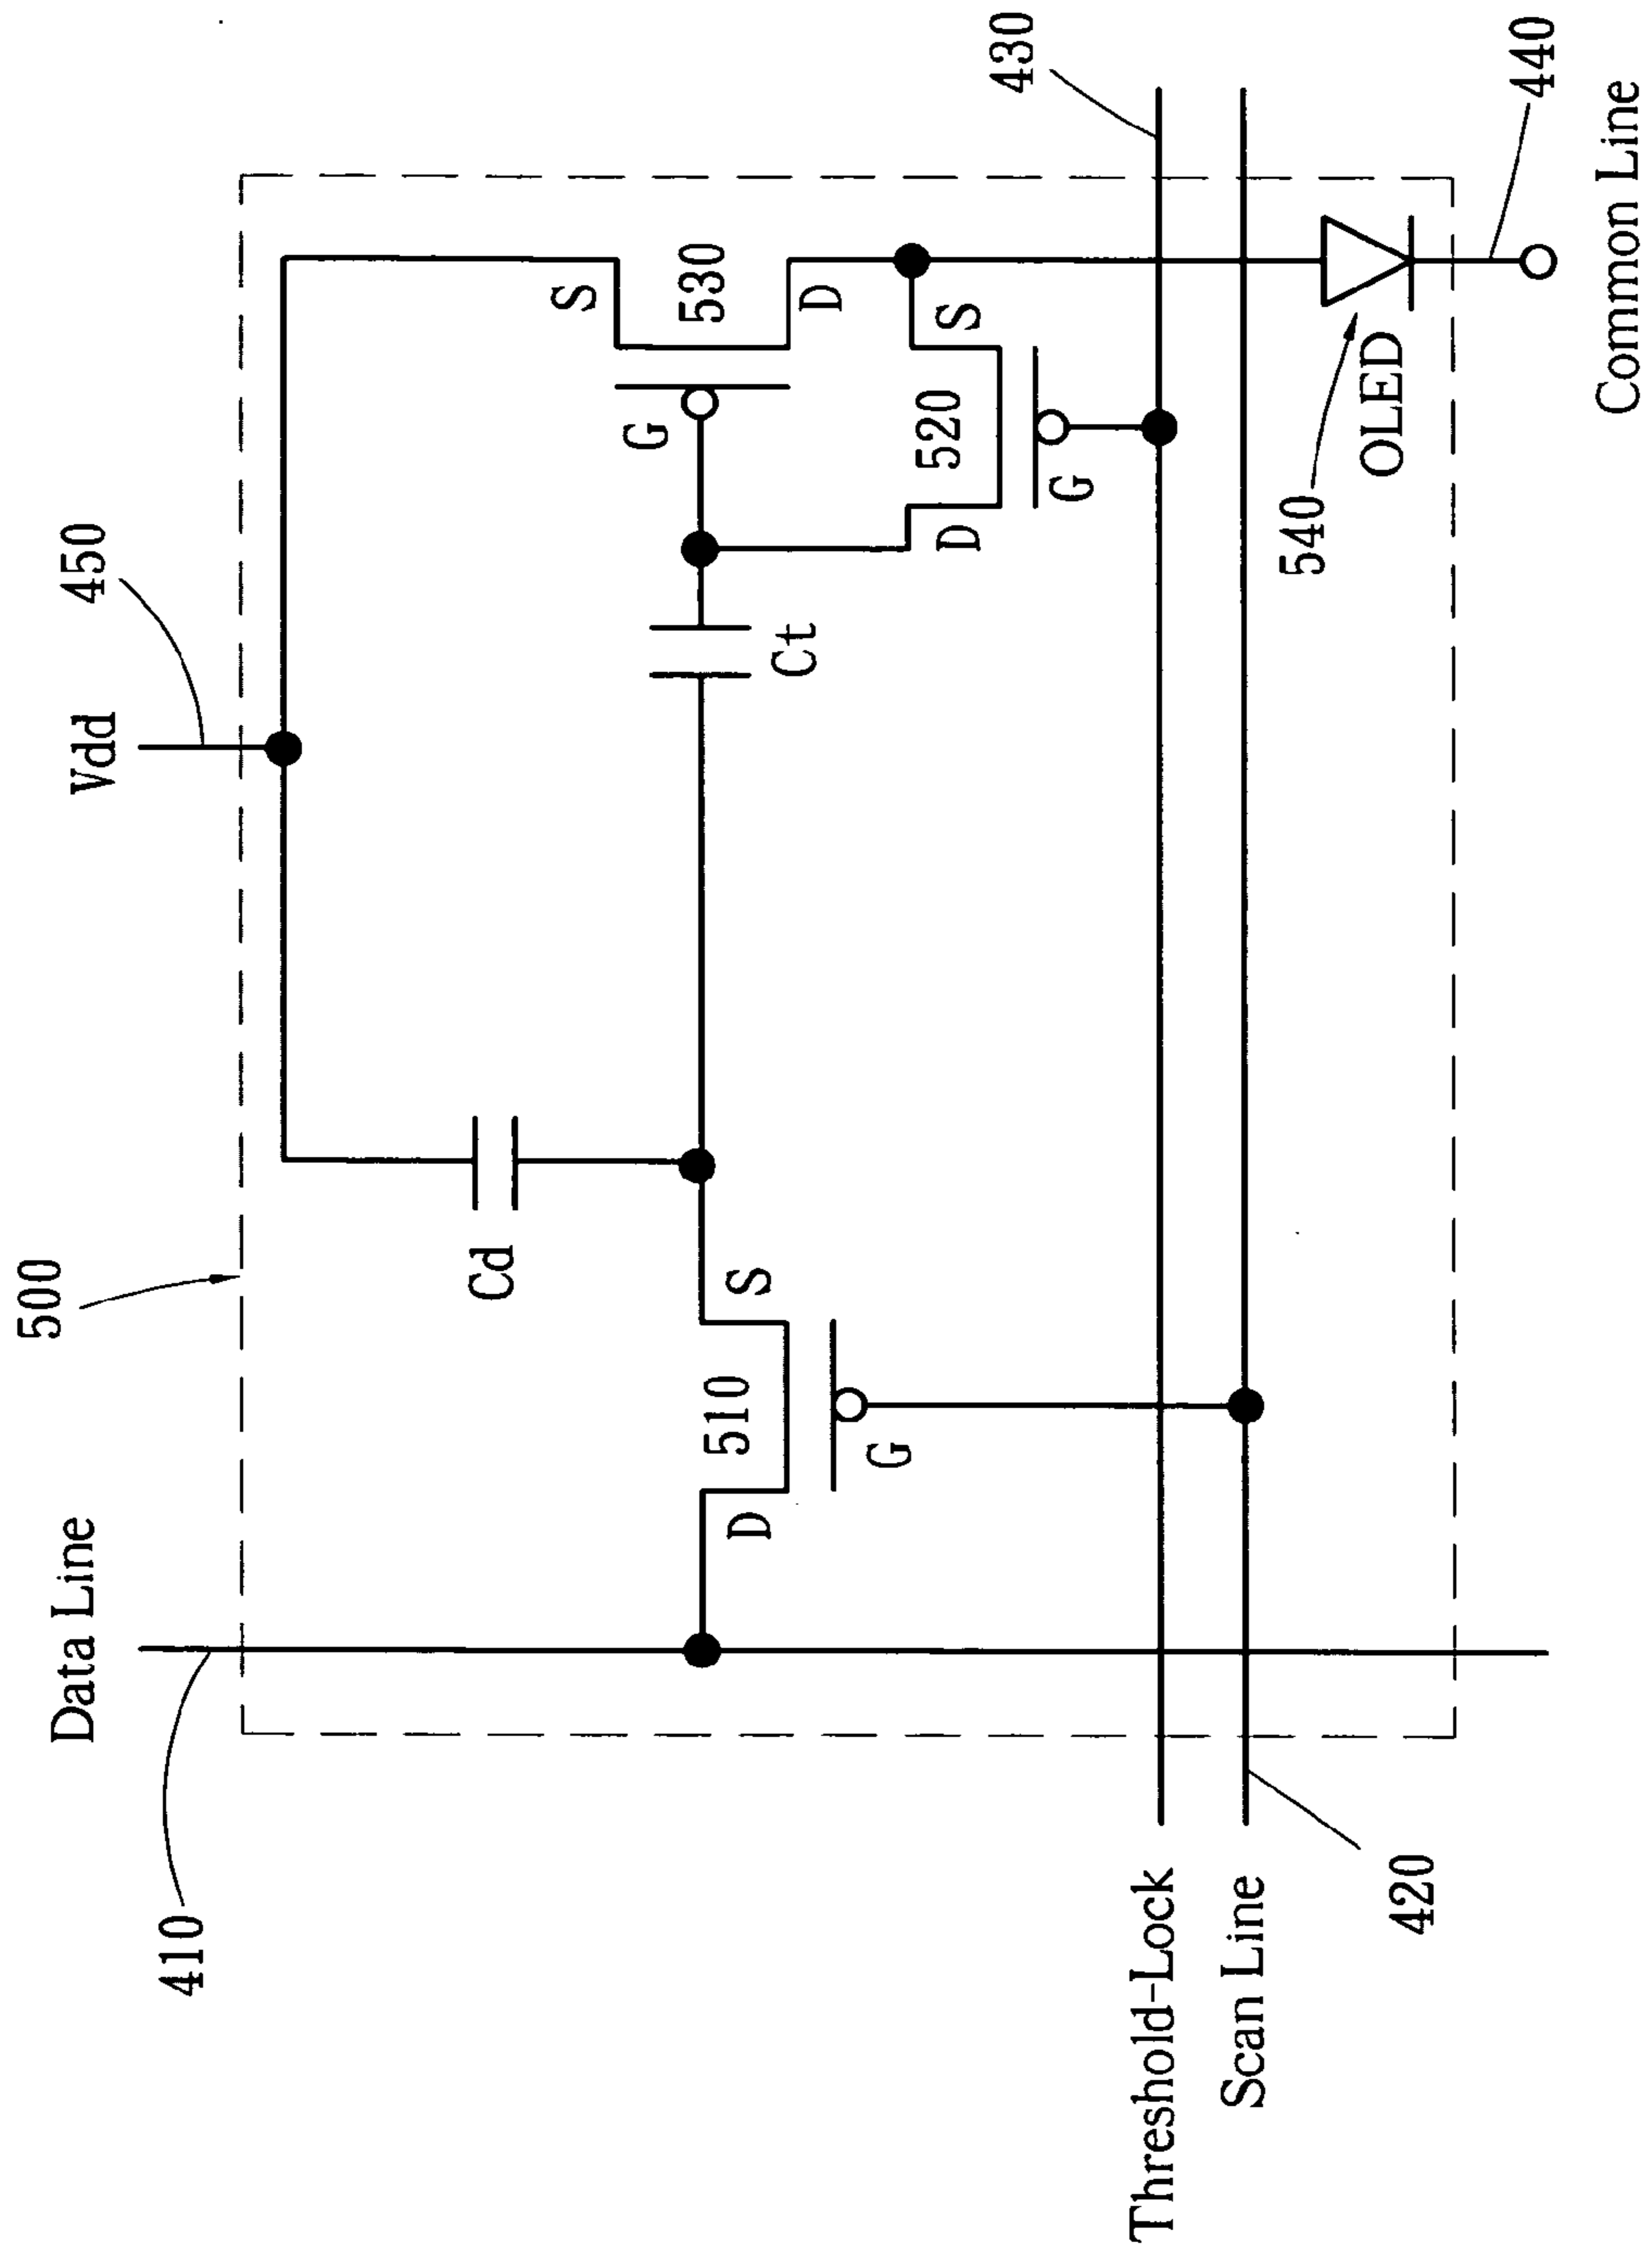 Data Line
410
500
Vdd
450
Cd
D
510
S
G
Ct
S
530
D
G
S
520
D
G
430
Threshold-Lock
Scan Line
420
540
OLED
440
Common Line